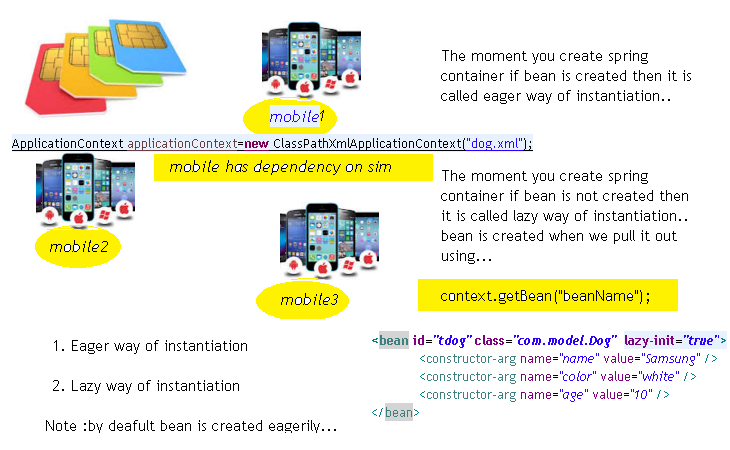 The moment you create spring
container if bean is created then it is
called eager way of instantiation..
mobile1
ApplicationContext applicationContext=new ClassPathXmlApplicationContext("dog.xml");
mobile has dependency on sim
The moment you create spring
container if bean is not created then
it is called lazy way of instantiation..
bean is created when we pull it out
using...
mobile2
mobile3
context.getBean("beanName");
1. Eager way of instantiation
2. Lazy way of instantiation
Note :by deafult bean is created eagerily...
<bean id="tdog" class="com.model.Dog" lazy-init="true">
<constructor-arg name="name" value="Samsung" />
<constructor-arg name="color" value="white" />
<constructor-arg name="age" value="10" />
</bean>